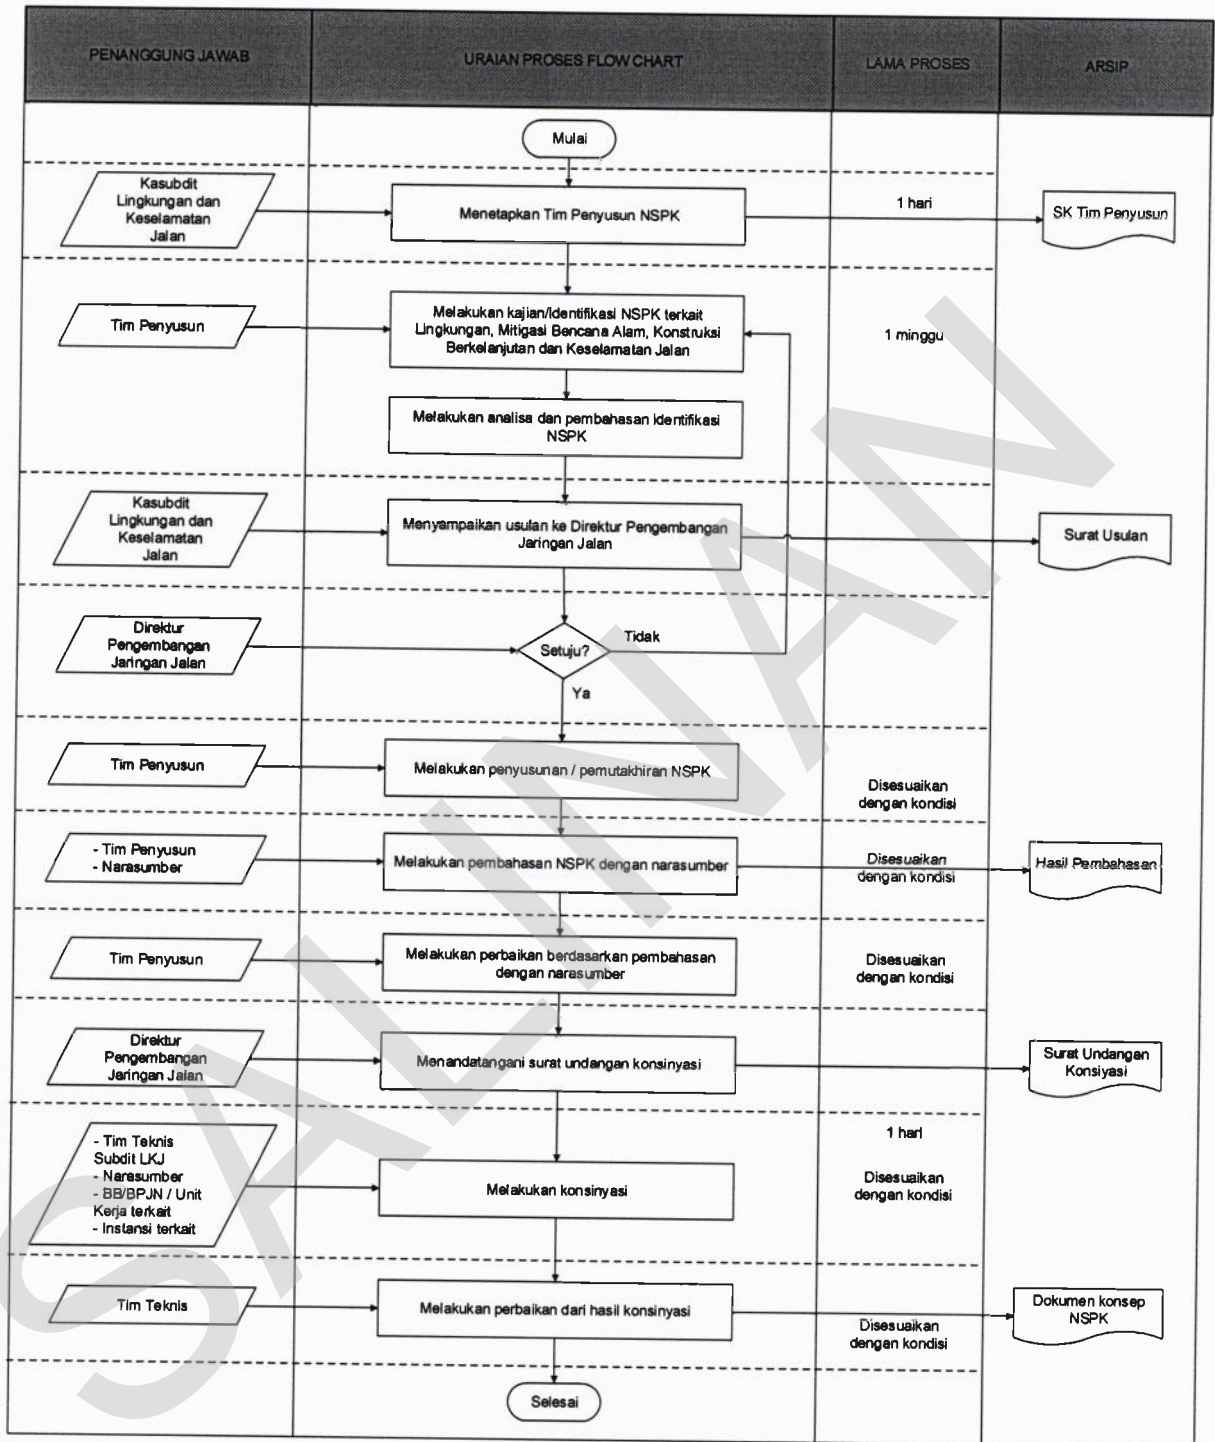 PENANGGUNG JAWAB
URAIAN PROSES FLOW CHART
LAMA PROSES
ARSIP
Mulai
Kasubdit
Lingkungan dan
Keselamatan
Jalan
Menetapkan Tim Penyusun NSPK
1 hari
SK Tim Penyusun
Tim Penyusun
Melakukan kajian/Identifikasi NSPK terkait
Lingkungan, Mitigasi Bencana Alam, Konstruksi
Berkelanjutan dan Keselamatan Jalan
1 minggu
Melakukan analisa dan pembahasan identifikasi
NSPK
Kasubdit
Lingkungan dan
Keselamatan
Jalan
Menyampaikan usulan ke Direktur Pengembangan
Jaringan Jalan
Surat Usulan
Direktur
Pengembangan
Jaringan Jalan
Setuju?
Tidak
Ya
Tim Penyusun
Melakukan penyusunan / pemutakhiran NSPK
Disesuaikan
dengan kondisi
- Tim Penyusun
- Narasumber
Melakukan pembahasan NSPK dengan narasumber
Disesuaikan
dengan kondisi
Hasil Pembahasan
Tim Penyusun
Melakukan perbaikan berdasarkan pembahasan
dengan narasumber
Disesuaikan
dengan kondisi
Direktur
Pengembangan
Jaringan Jalan
Menandatangani surat undangan konsinyasi
Surat Undangan
Konsiyasi
1 hari
- Tim Teknis
Subdit LKJ
- Narasumber
- BB/BPJN / Unit
Kerja terkait
- Instansi terkait
Melakukan konsinyasi
Disesuaikan
dengan kondisi
Tim Teknis
Melakukan perbaikan dari hasil konsinyasi
Disesuaikan
dengan kondisi
Dokumen konsep
NSPK
Selesai
SALINAN